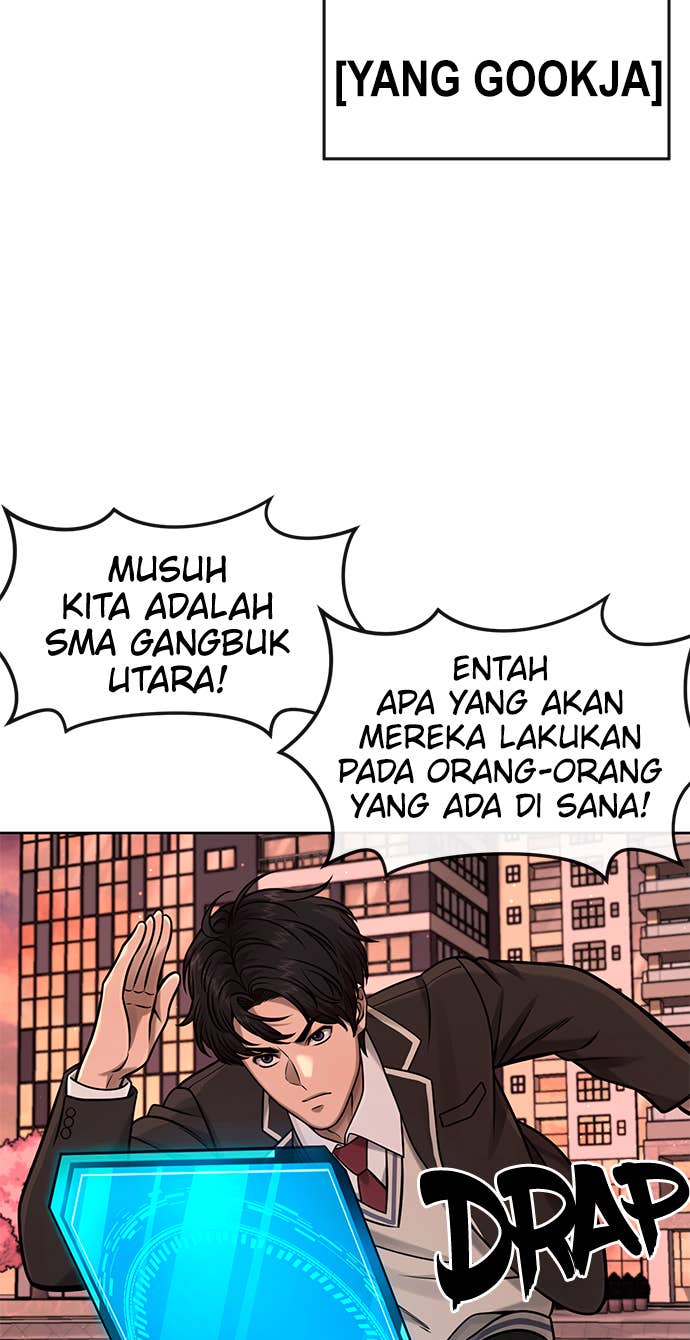 [YANG GOOKJA]
MUSUH
KITA ADALAH
SMA GANGBUK
UTARA!
ENTAH
APA YANG AKAN
MEREKA LAKUKAN
PADA ORANG-ORANG
YANG ADA DI SANA!
DRAP